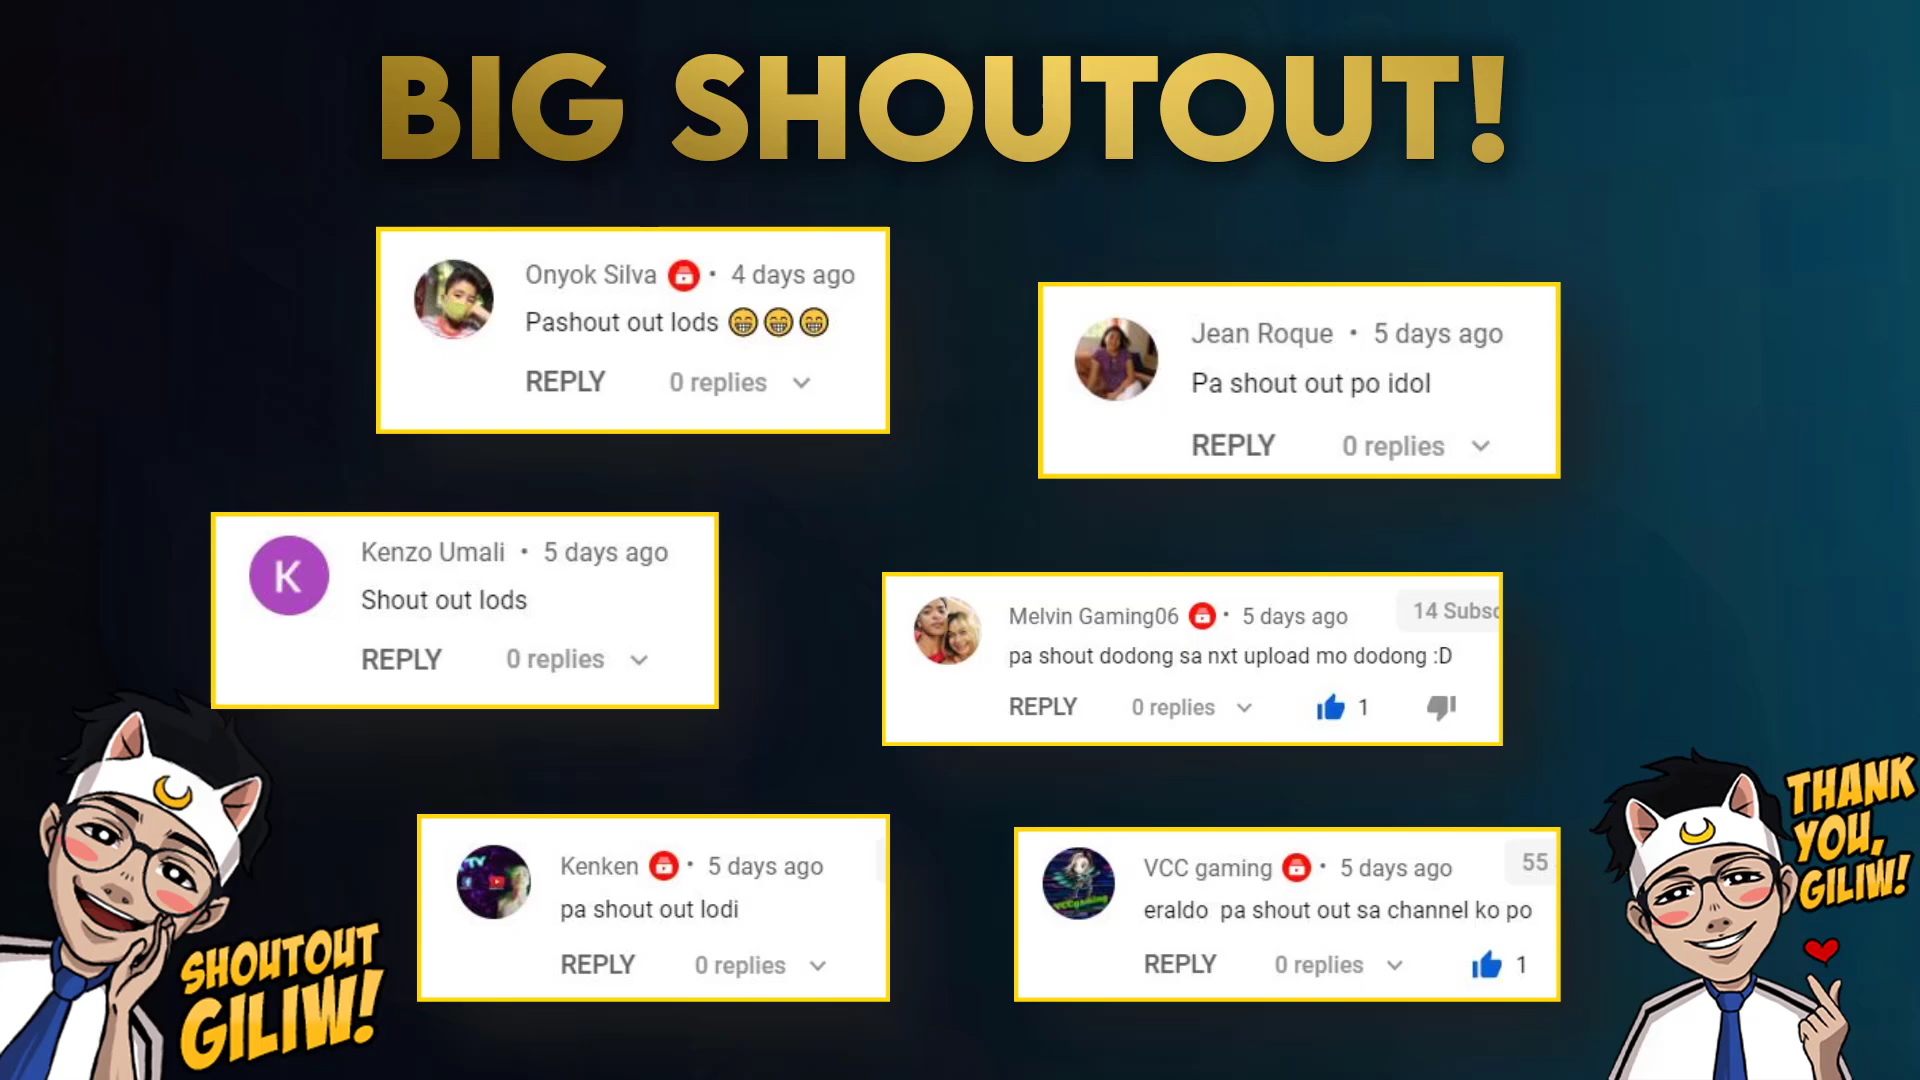 BIG SHOUTOUT!
Onyok Silva • 4 days ago
Pashout out lods 😁😁😁
REPLY 0 replies
Jean Roque • 5 days ago
Pa shout out po idol
REPLY 0 replies
K
Kenzo Umali • 5 days ago
Shout out lods
REPLY 0 replies
Melvin Gaming06 • 5 days ago 14 Subsc
pa shout dodong sa nxt upload mo dodong :D
REPLY 0 replies 1
TV
Kenken • 5 days ago
pa shout out lodi
REPLY 0 replies
VCCgaming
VCC gaming • 5 days ago 55
eraldo pa shout out sa channel ko po
REPLY 0 replies 1
SHOUTOUT
GILIW!
THANK
YOU,
GILIW!